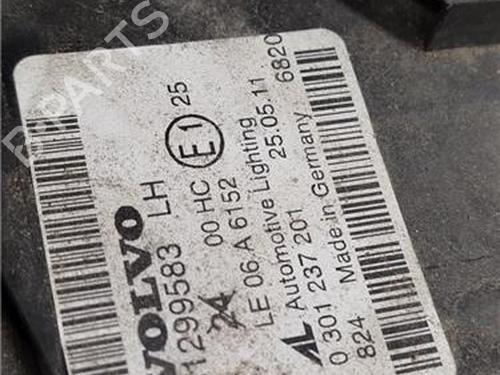 VOLVO
1299583 LH
24 00 HC E1 25
LE 06 A 6152
AL Automotive Lighting 25.05.11
0 301 237 201 6820
824 Made in Germany
B-PARTS